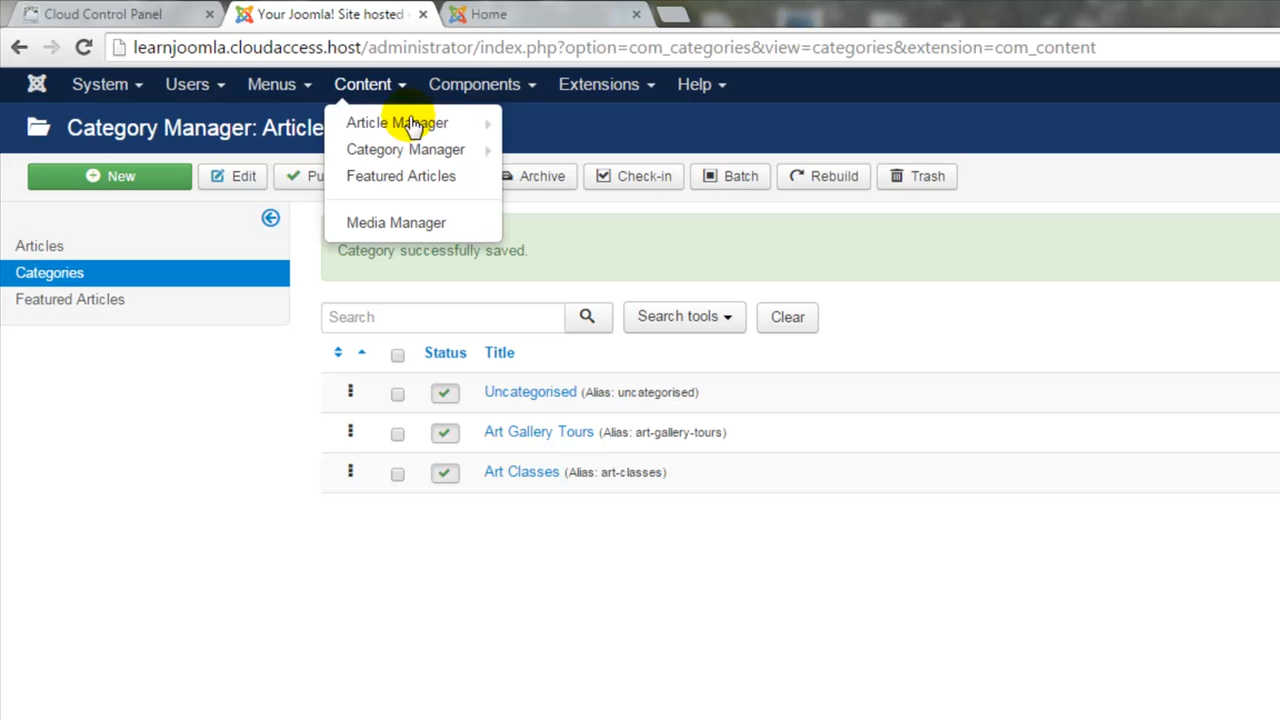 Cloud Control Panel
Your Joomla! Site hosted
Home
learnjoomla.cloudaccess.host/administrator/index.php?option=com_categories&view=categories&extension=com_content
System Users Menus Content Components Extensions Help
Category Manager: Article
Article Manager
Category Manager
Featured Articles
Media Manager
New Edit Pu Archive Check-in Batch Rebuild Trash
Articles
Categories
Featured Articles
Category successfully saved.
Search Search tools Clear
Status Title
Uncategorised (Alias: uncategorised)
Art Gallery Tours (Alias: art-gallery-tours)
Art Classes (Alias: art-classes)